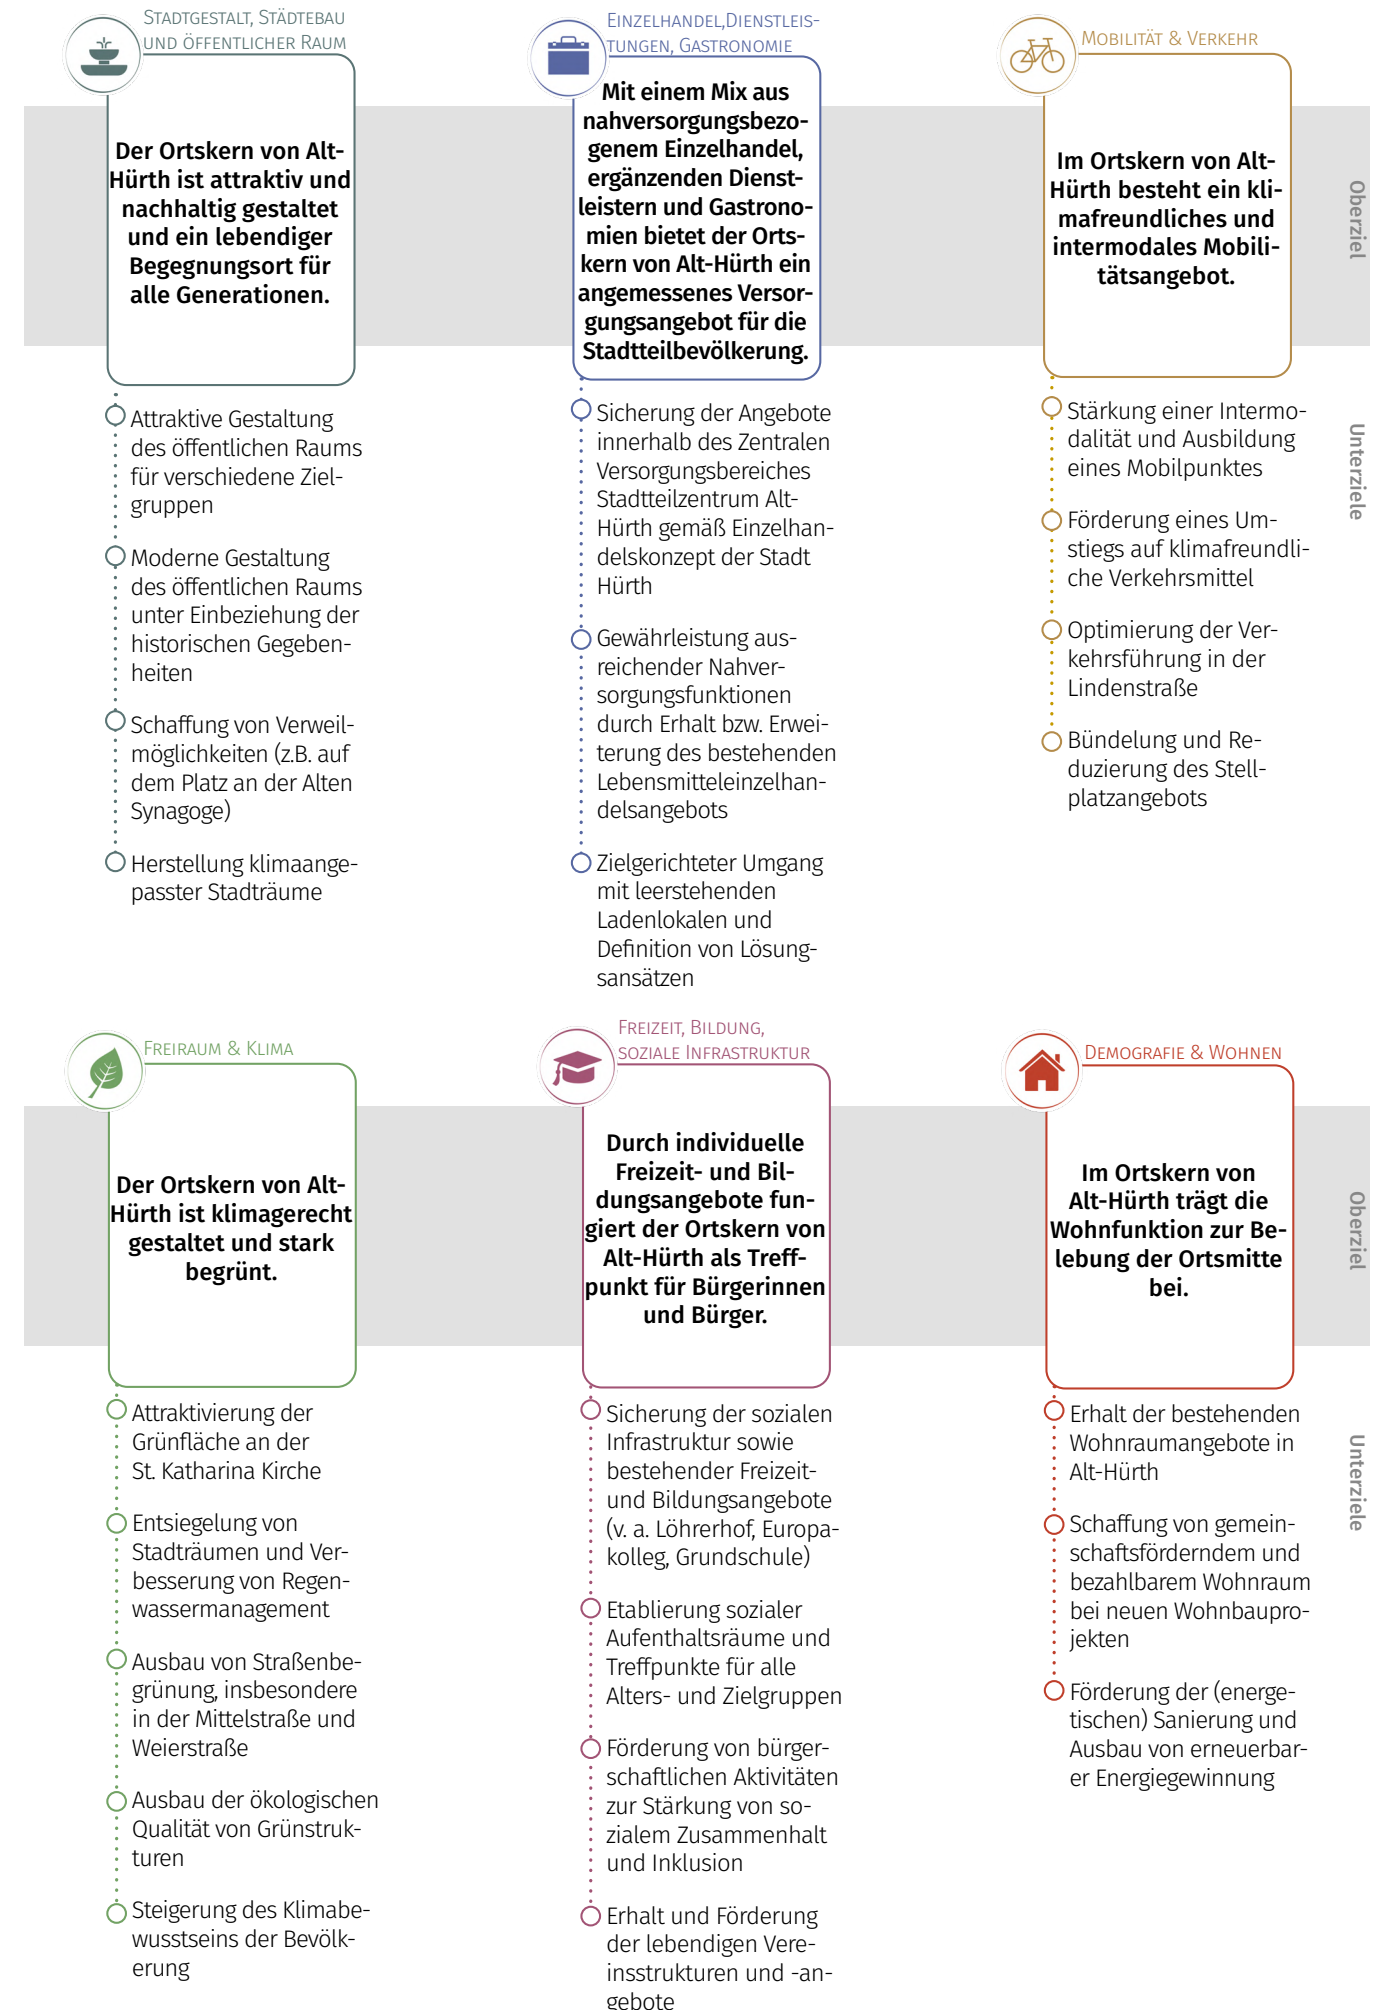 STADTGESTALT, STÄDTEBAU
UND ÖFFENTLICHER RAUM
Der Ortskern von Alt-
Hürth ist attraktiv und
nachhaltig gestaltet
und ein lebendiger
Begegnungsort für
alle Generationen.
Attraktive Gestaltung
des öffentlichen Raums
für verschiedene Ziel-
gruppen
Moderne Gestaltung
des öffentlichen Raums
unter Einbeziehung der
historischen Gegeben-
heiten
Schaffung von Verweil-
möglichkeiten (z.B. auf
dem Platz an der Alten
Synagoge)
Herstellung klimaange-
passter Stadträume
EINZELHANDEL,DIENSTLEIS-
TUNGEN, GASTRONOMIE
Mit einem Mix aus
nahversorgungsbezo-
genem Einzelhandel,
ergänzenden Dienst-
leistern und Gastrono-
mien bietet der Orts-
kern von Alt-Hürth ein
angemessenes Versor-
gungsangebot für die
Stadtteilbevölkerung.
Sicherung der Angebote
innerhalb des Zentralen
Versorgungsbereiches
Stadtteilzentrum Alt-
Hürth gemäß Einzelhan-
delskonzept der Stadt
Hürth
Gewährleistung aus-
reichender Nahver-
sorgungsfunktionen
durch Erhalt bzw. Erwei-
terung des bestehenden
Lebensmitteleinzelhan-
delsangebots
Zielgerichteter Umgang
mit leerstehenden
Ladenlokalen und
Definition von Lösung-
sansätzen
MOBILITÄT & VERKEHR
Im Ortskern von Alt-
Hürth besteht ein kli-
mafreundliches und
intermodales Mobili-
tätsangebot.
Stärkung einer Intermo-
dalität und Ausbildung
eines Mobilpunktes
Förderung eines Um-
stiegs auf klimafreundli-
che Verkehrsmittel
Optimierung der Ver-
kehrsführung in der
Lindenstraße
Bündelung und Re-
duzierung des Stell-
platzangebots
Oberziel
Unterziele
FREIRAUM & KLIMA
Der Ortskern von Alt-
Hürth ist klimagerecht
gestaltet und stark
begrünt.
Attraktivierung der
Grünfläche an der
St. Katharina Kirche
Entsiegelung von
Stadträumen und Ver-
besserung von Regen-
wassermanagement
Ausbau von Straßenbe-
grünung, insbesondere
in der Mittelstraße und
Weierstraße
Ausbau der ökologischen
Qualität von Grünstruk-
turen
Steigerung des Klimabe-
wusstseins der Bevölk-
erung
FREIZEIT, BILDUNG,
SOZIALE INFRASTRUKTUR
Durch individuelle
Freizeit- und Bil-
dungsangebote fun-
giert der Ortskern von
Alt-Hürth als Treff-
punkt für Bürgerinnen
und Bürger.
Sicherung der sozialen
Infrastruktur sowie
bestehender Freizeit-
und Bildungsangebote
(v. a. Löhrerhof, Europa-
kolleg, Grundschule)
Etablierung sozialer
Aufenthaltsräume und
Treffpunkte für alle
Alters- und Zielgruppen
Förderung von bürger-
schaftlichen Aktivitäten
zur Stärkung von so-
zialem Zusammenhalt
und Inklusion
Erhalt und Förderung
der lebendigen Vere-
insstrukturen und -an-
gebote
DEMOGRAFIE & WOHNEN
Im Ortskern von
Alt-Hürth trägt die
Wohnfunktion zur Be-
lebung der Ortsmitte
bei.
Erhalt der bestehenden
Wohnraumangebote in
Alt-Hürth
Schaffung von gemein-
schaftsförderndem und
bezahlbarem Wohnraum
bei neuen Wohnbaupro-
jekten
Förderung der (energe-
tischen) Sanierung und
Ausbau von erneuerbar-
er Energiegewinnung
Oberziel
Unterziele